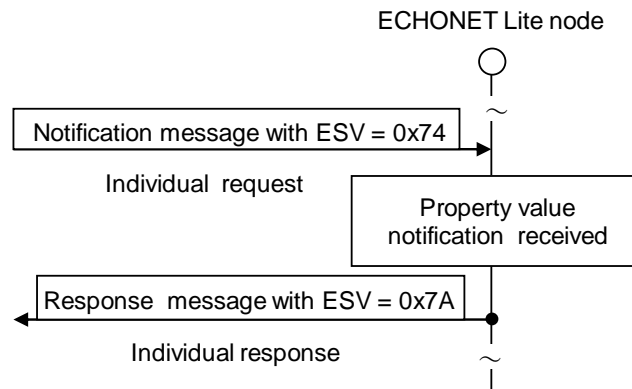 ECHONET Lite node
~
Notification message with ESV = 0x74
Individual request
Property value
notification received
Response message with ESV = 0x7A
Individual response
~